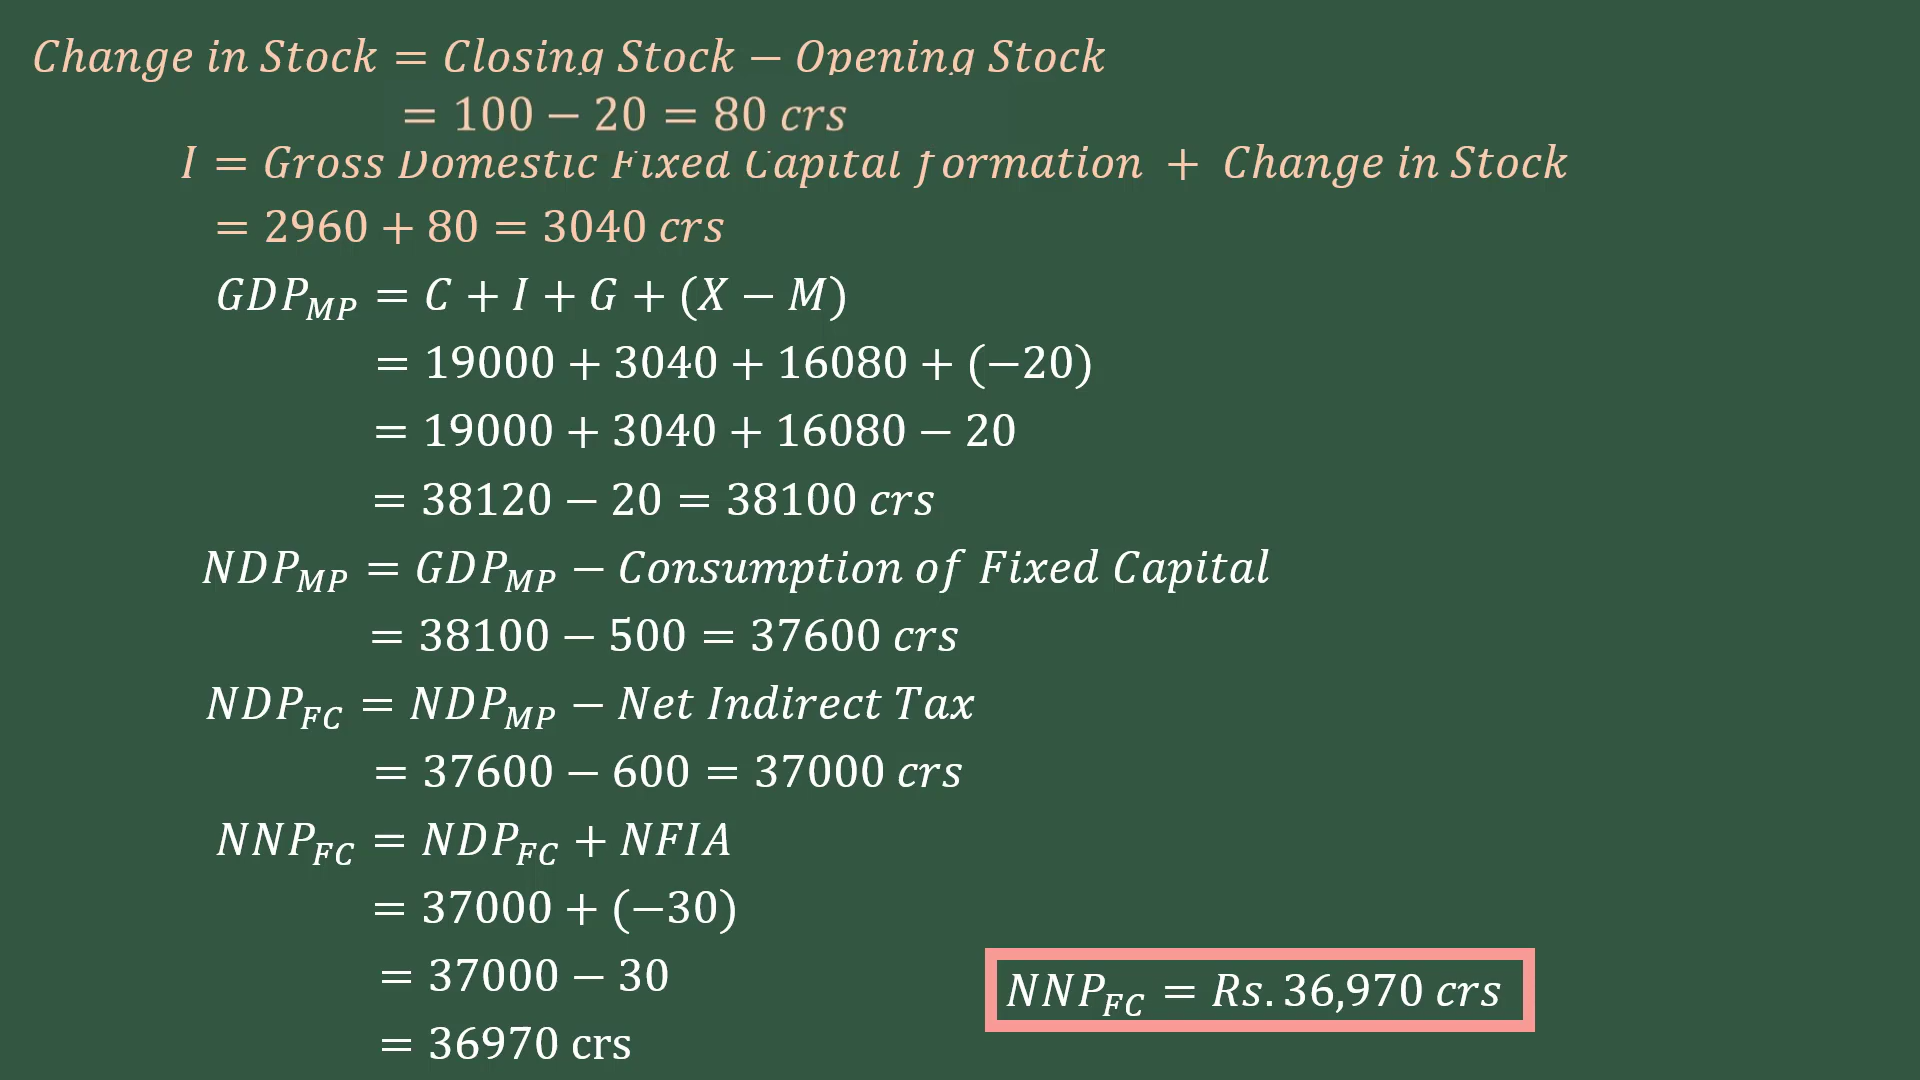 Change in Stock = Closing Stock − Opening Stock
= 100 − 20 = 80 crs
I = Gross Domestic Fixed Capital formation + Change in Stock
= 2960 + 80 = 3040 crs
GDP_MP = C + I + G + (X − M)
= 19000 + 3040 + 16080 + (−20)
= 19000 + 3040 + 16080 − 20
= 38120 − 20 = 38100 crs
NDP_MP = GDP_MP − Consumption of Fixed Capital
= 38100 − 500 = 37600 crs
NDP_FC = NDP_MP − Net Indirect Tax
= 37600 − 600 = 37000 crs
NNP_FC = NDP_FC + NFIA
= 37000 + (−30)
= 37000 − 30
= 36970 crs
NNP_FC = Rs. 36,970 crs